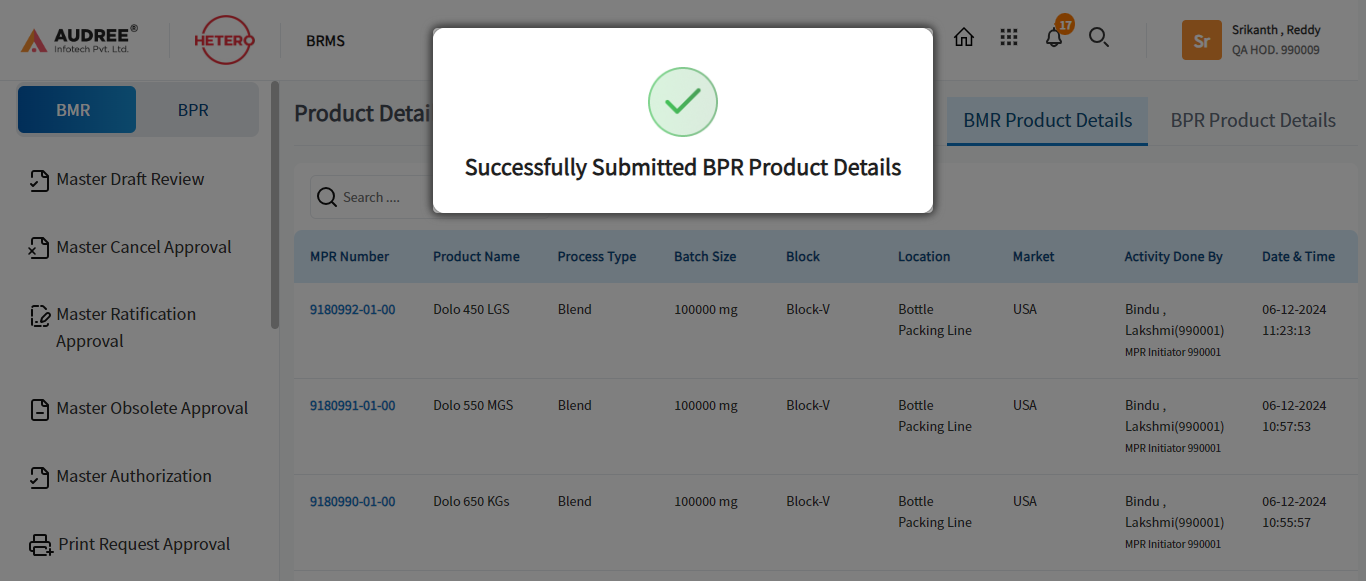 AUDREE®
Infotech Pvt. Ltd.
HETERO
BRMS
17
Sr
Srikanth , Reddy
QA HOD. 990009
BMR
BPR
Master Draft Review
Master Cancel Approval
Master Ratification
Approval
Master Obsolete Approval
Master Authorization
Print Request Approval
Successfully Submitted BPR Product Details
Product Detai
BMR Product Details
BPR Product Details
Search ....
MPR Number Product Name Process Type Batch Size Block Location Market Activity Done By Date & Time
9180992-01-00 Dolo 450 LGS Blend 100000 mg Block-V Bottle USA Bindu , 06-12-2024
Packing Line Lakshmi(990001) 11:23:13
MPR Initiator 990001
9180991-01-00 Dolo 550 MGS Blend 100000 mg Block-V Bottle USA Bindu , 06-12-2024
Packing Line Lakshmi(990001) 10:57:53
MPR Initiator 990001
9180990-01-00 Dolo 650 KGs Blend 100000 mg Block-V Bottle USA Bindu , 06-12-2024
Packing Line Lakshmi(990001) 10:55:57
MPR Initiator 990001